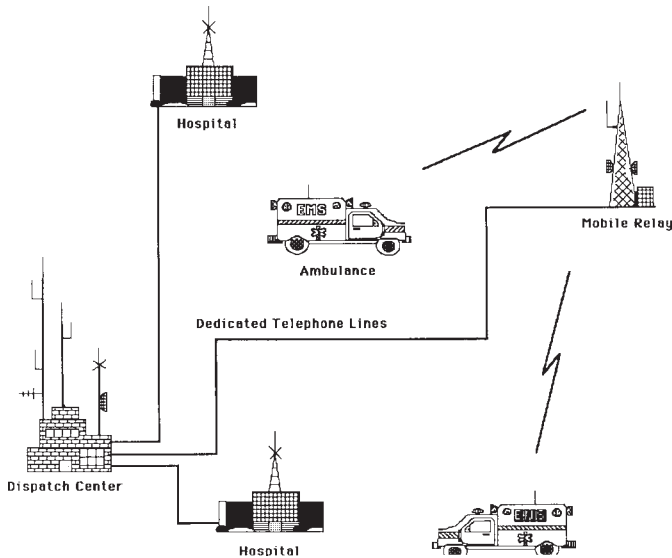 Hospital
Mobile Relay
EMS
Ambulance
Dedicated Telephone Lines
Dispatch Center
Hospital
EMS